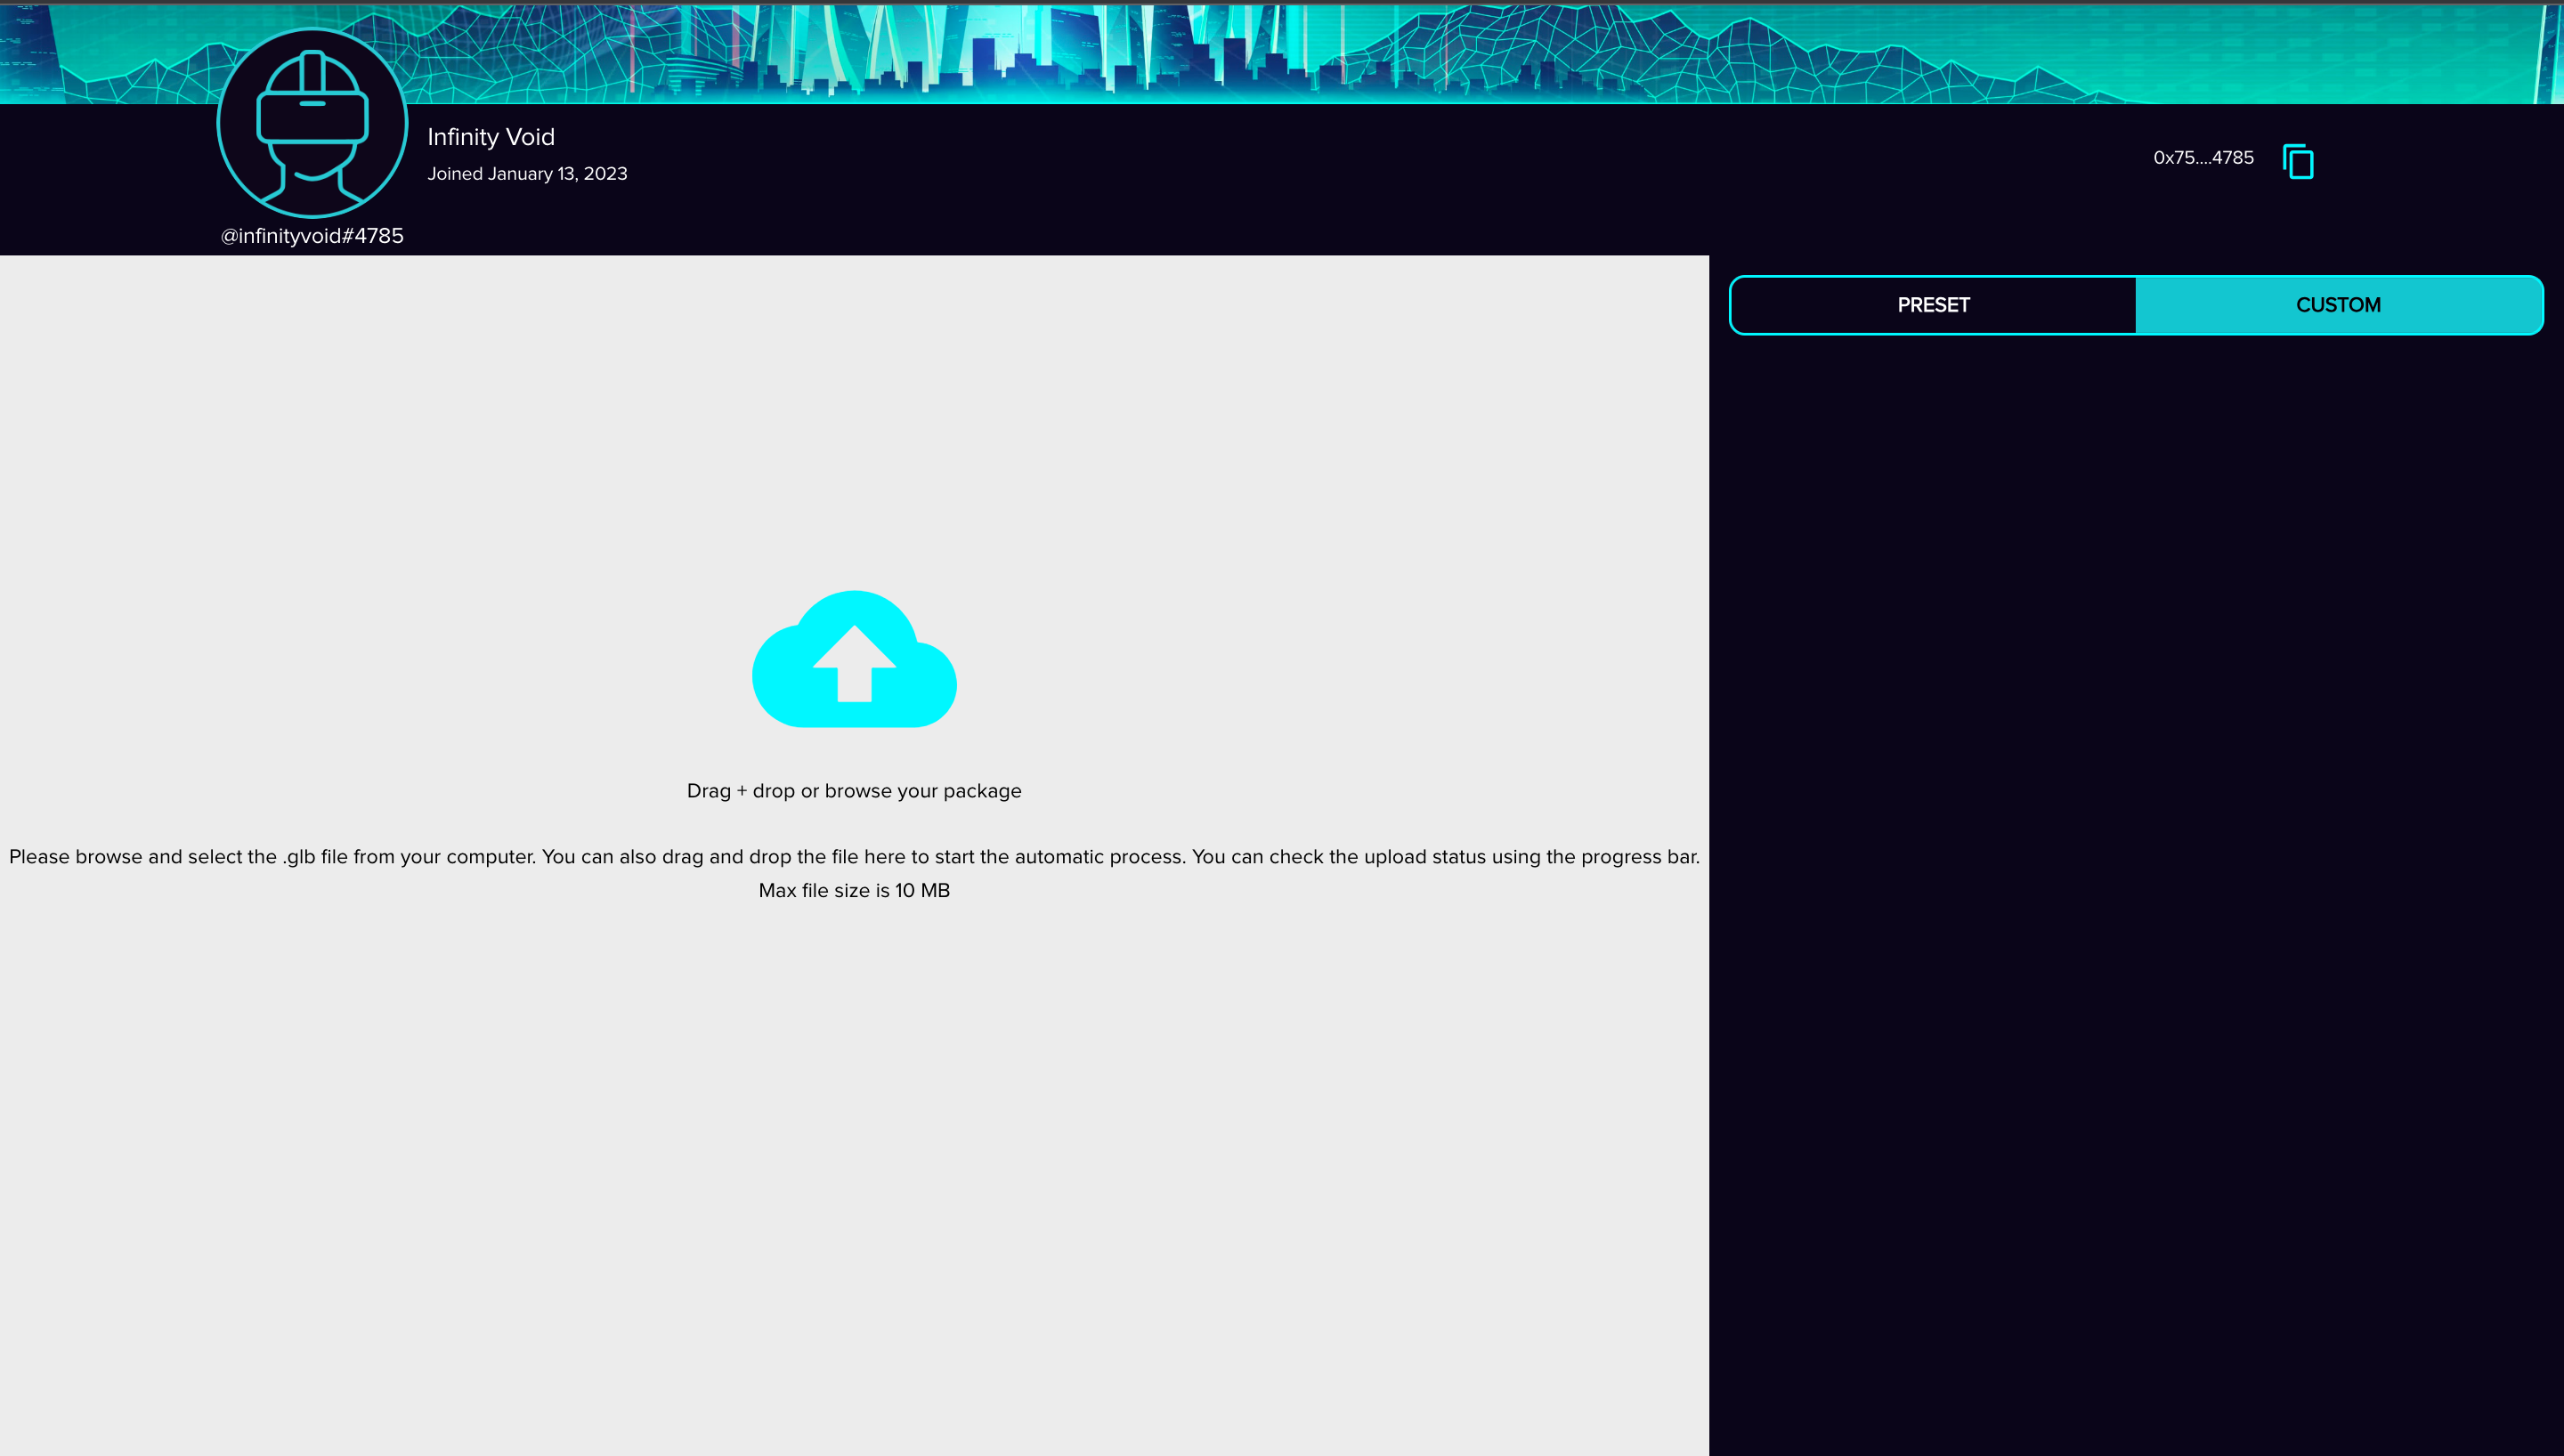 Infinity Void
Joined January 13, 2023
0x75....4785
@infinityvoid#4785
PRESET
CUSTOM
Drag + drop or browse your package
Please browse and select the .glb file from your computer. You can also drag and drop the file here to start the automatic process. You can check the upload status using the progress bar.
Max file size is 10 MB